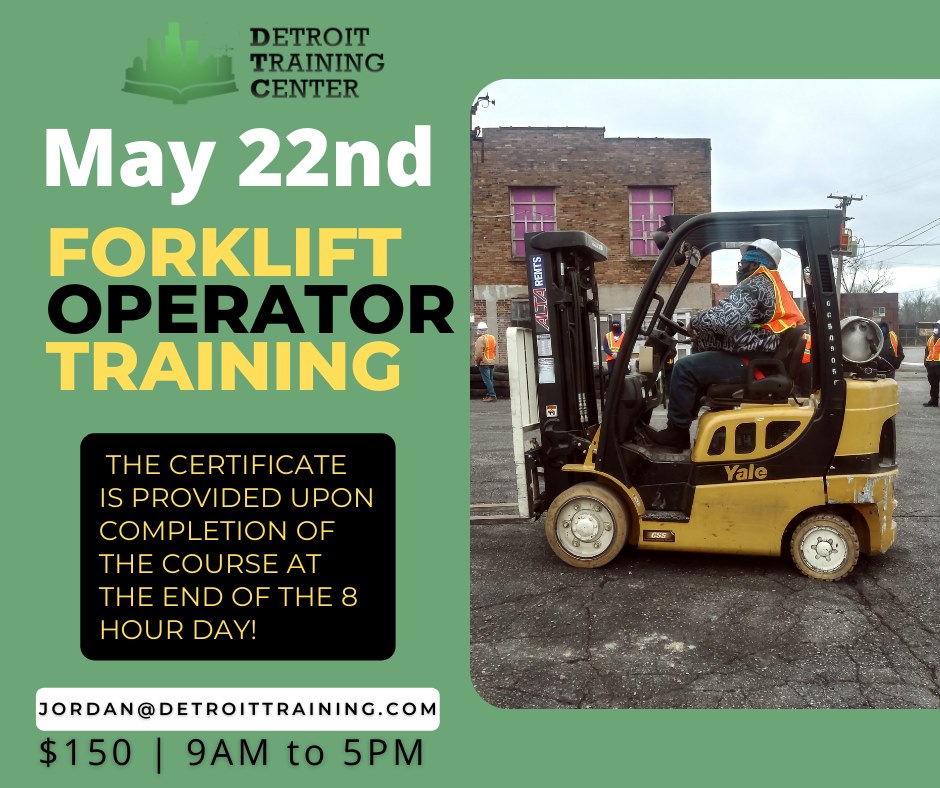 DETROIT
TRAINING
CENTER
May 22nd
FORKLIFT
OPERATOR
TRAINING
THE CERTIFICATE
IS PROVIDED UPON
COMPLETION OF
THE COURSE AT
THE END OF THE 8
HOUR DAY!
JORDAN@DETROITTRAINING.COM
$150 | 9AM to 5PM
ALTA RENTS
Yale